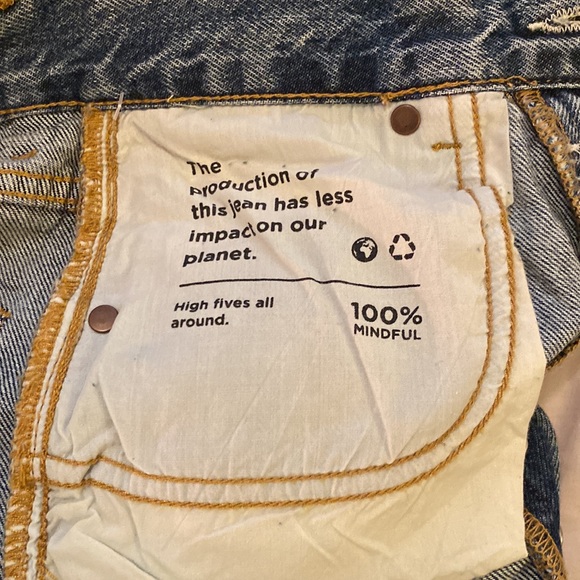 The
production of
this jean has less
impact on our
planet.
High fives all
around.
100%
MINDFUL